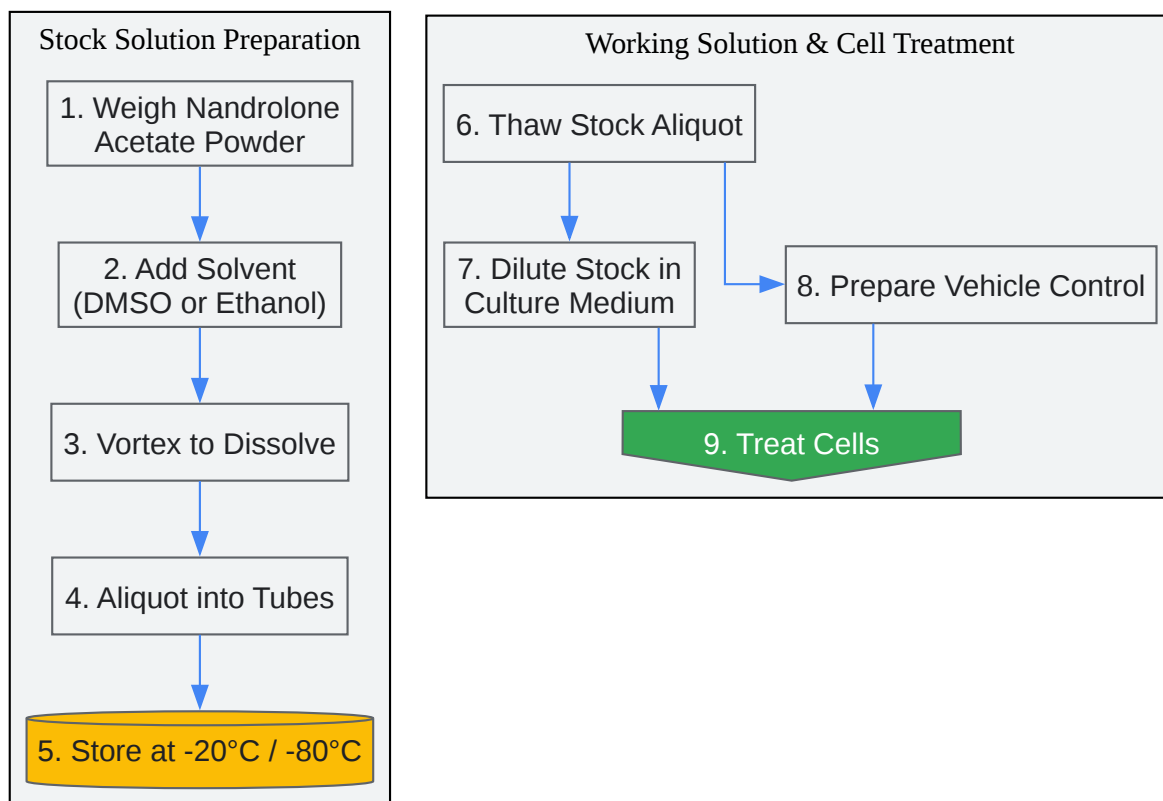 Stock Solution Preparation
1. Weigh Nandrolone
Acetate Powder
2. Add Solvent
(DMSO or Ethanol)
3. Vortex to Dissolve
4. Aliquot into Tubes
5. Store at -20°C / -80°C
Working Solution & Cell Treatment
6. Thaw Stock Aliquot
7. Dilute Stock in
Culture Medium
8. Prepare Vehicle Control
9. Treat Cells